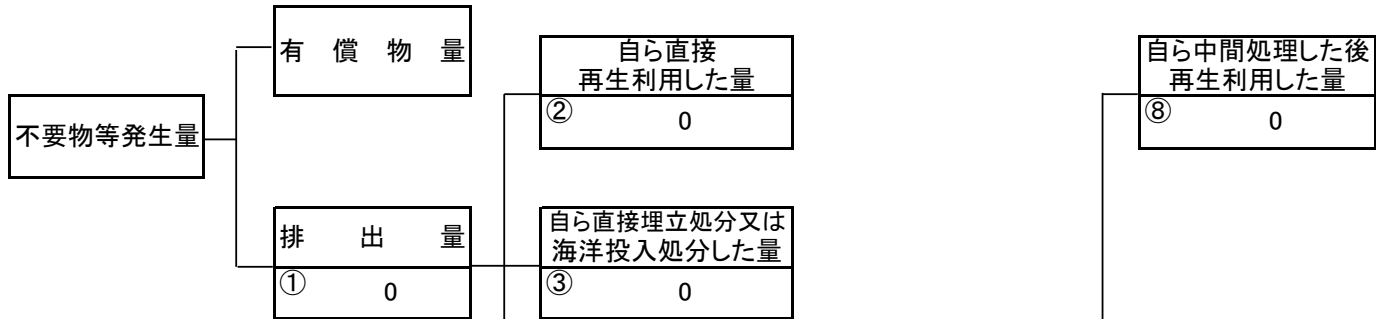 有償物量
自ら直接
再生利用した量
② 0
自ら中間処理した後
再生利用した量
⑧ 0
不要物等発生量
排出量
① 0
自ら直接埋立処分又は
海洋投入処分した量
③ 0